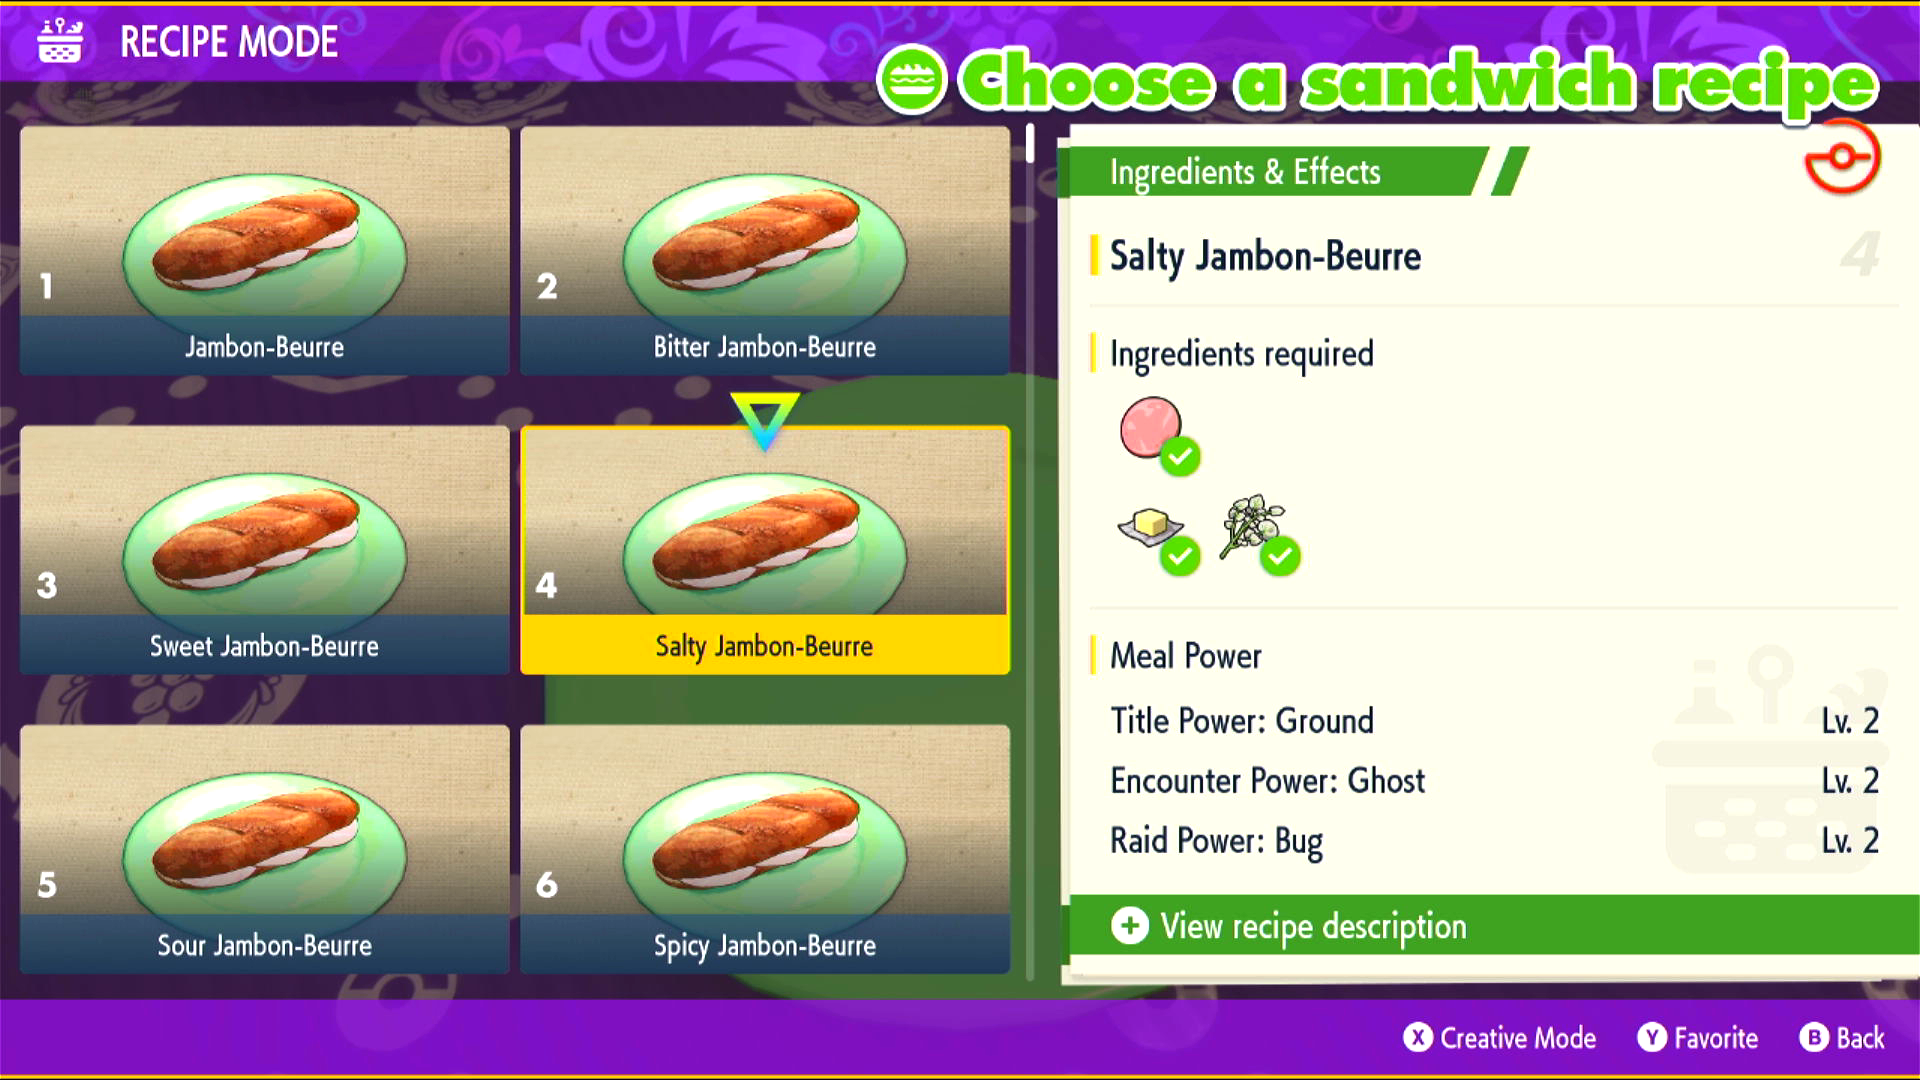 RECIPE MODE
Choose a sandwich recipe
1
Jambon-Beurre
2
Bitter Jambon-Beurre
3
Sweet Jambon-Beurre
4
Salty Jambon-Beurre
5
Sour Jambon-Beurre
6
Spicy Jambon-Beurre
Ingredients & Effects
Salty Jambon-Beurre 4
Ingredients required
Meal Power
Title Power: Ground Lv. 2
Encounter Power: Ghost Lv. 2
Raid Power: Bug Lv. 2
+ View recipe description
X Creative Mode Y Favorite B Back